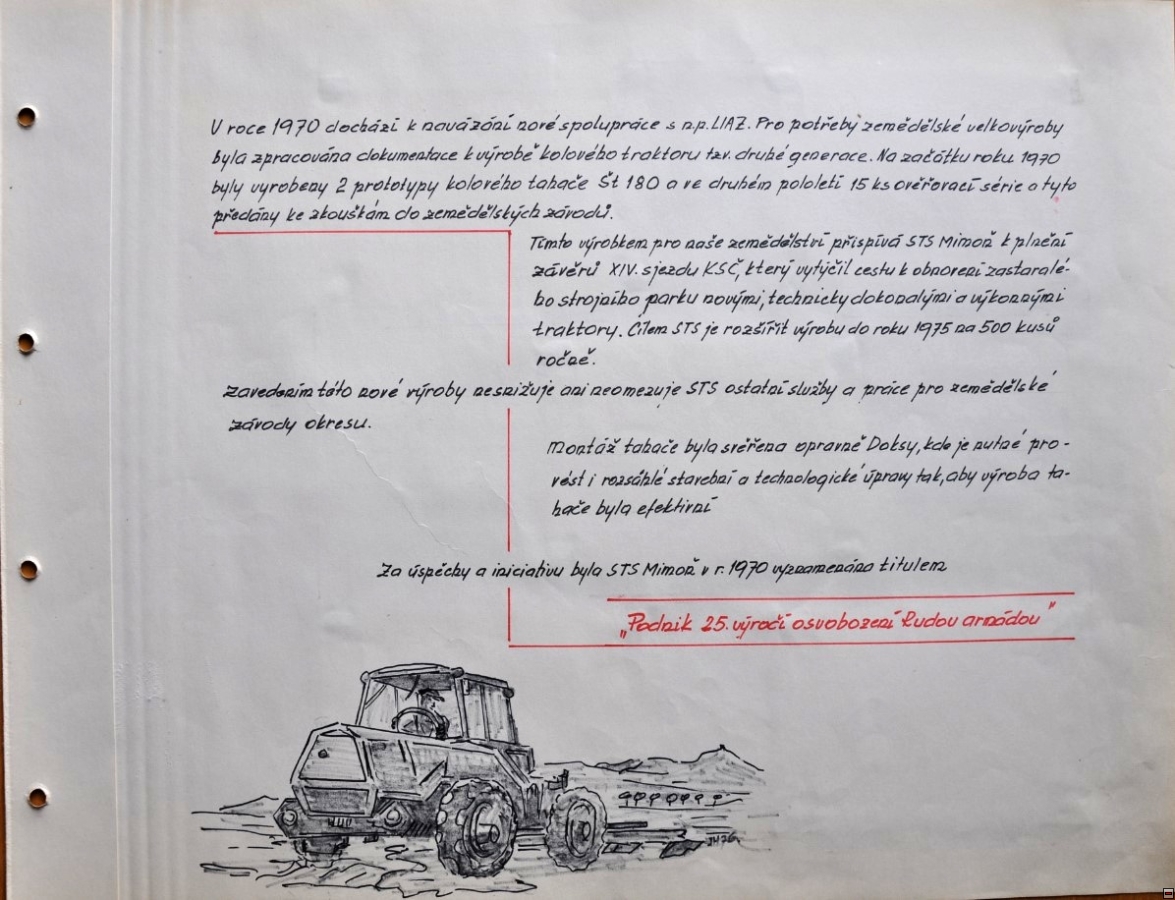 V roce 1970 dochází k navázání nové spolupráce s n.p. LIAZ. Pro potřeby zemědělské velkovýroby
byla zpracována dokumentace k výrobě kolového traktoru tzv. druhé generace. Na začátku roku 1970
byly vyrobeny 2 prototypy kolového tahače Št 180 a ve druhém pololetí 15 ks ověřovací série a tyto
předány ke zkouškám do zemědělských závodů.
Tímto výrobkem pro naše zemědělství přispívá STS Mimoň k plnění
závěrů XIV. sjezdu KSČ, který vytýčil cestu k obnovení zastaralé-
ho strojního parku novými, technicky dokonalými a výkonnými
traktory. Cílem STS je rozšířit výrobu do roku 1975 na 500 kusů
ročně.
Zavedením této nové výroby nesnižuje ani neomezuje STS ostatní služby a práce pro zemědělské
závody okresu.
Montáž tahače byla svěřena opravně Doksy, kde je nutné pro-
vést i rozsáhlé stavební a technologické úpravy tak, aby výroba ta-
hače byla efektivní
Za úspěchy a iniciativu byla STS Mimoň v r. 1970 vyznamenána titulem
„Podnik 25. výročí osvobození Rudou armádou"
JH76